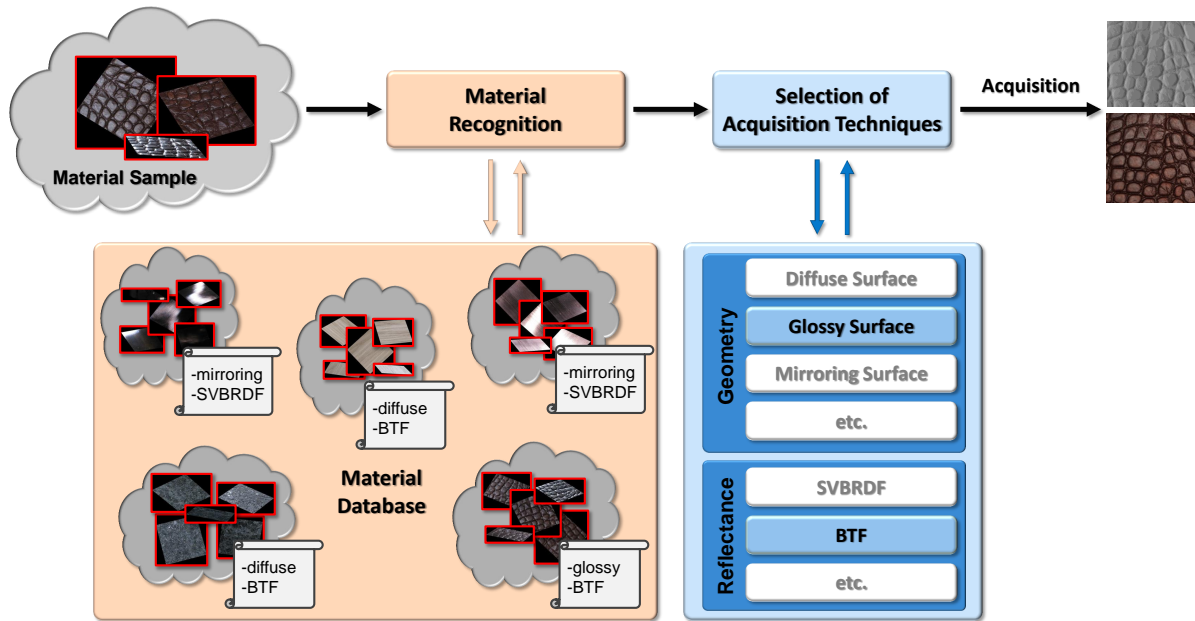 Material Sample
Material
Recognition
Selection of
Acquisition Techniques
Acquisition
-mirroring
-SVBRDF
-diffuse
-BTF
-mirroring
-SVBRDF
Material
Database
-diffuse
-BTF
-glossy
-BTF
Geometry
Diffuse Surface
Glossy Surface
Mirroring Surface
etc.
Reflectance
SVBRDF
BTF
etc.